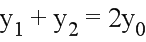 y₁ + y₂ = 2y₀